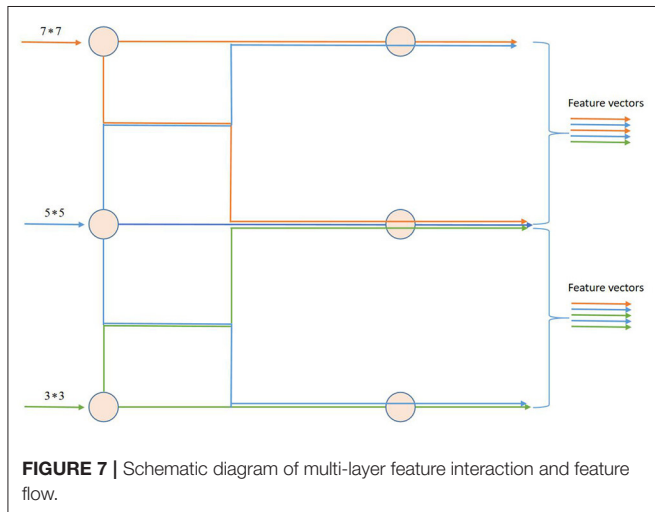 7*7
Feature vectors
5*5
Feature vectors
3*3
FIGURE 7 | Schematic diagram of multi-layer feature interaction and feature
flow.